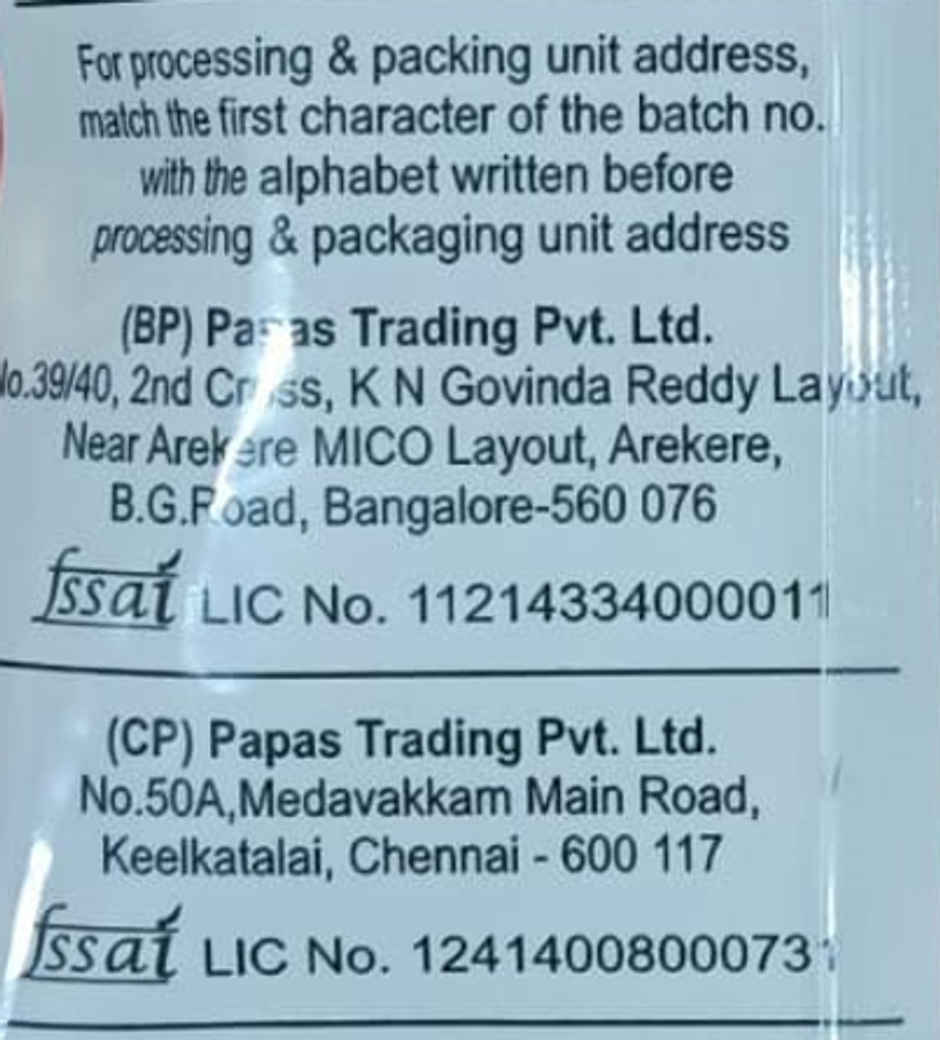 For processing & packing unit address,
match the first character of the batch no.
with the alphabet written before
processing & packaging unit address
(BP) Papas Trading Pvt. Ltd.
No.39/40, 2nd Cross, K N Govinda Reddy Layout,
Near Arekere MICO Layout, Arekere,
B.G.Road, Bangalore-560 076
fssai LIC No. 11214334000011
(CP) Papas Trading Pvt. Ltd.
No.50A,Medavakkam Main Road,
Keelkatalai, Chennai - 600 117
fssai LIC No. 12414008000731